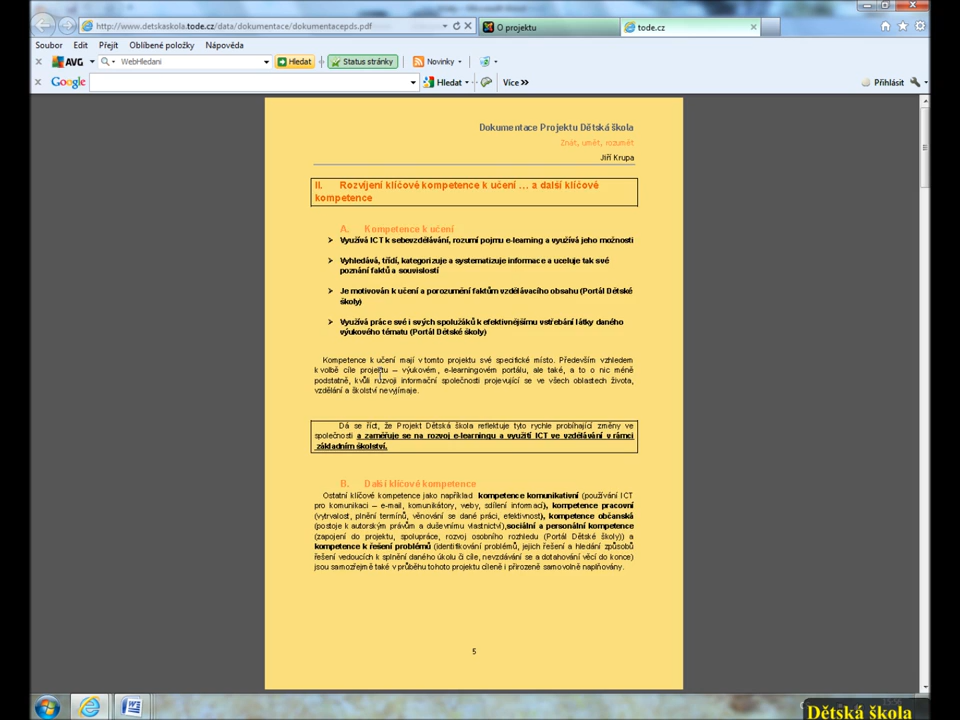 Microsoft Word
http://www.detskaskola.tode.cz/data/dokumentace/dokumentacepds.pdf
O projektu
tode.cz
Soubor Edit Přejít Oblíbené položky Nápověda
AVG WebHledani Hledat Status stránky Novinky
Google Hledat Více Přihlásit
Dokumentace Projektu Dětská škola
Znát, umět, rozumět
Jiří Krupa
II. Rozvíjení klíčové kompetence k učení … a další klíčové
kompetence
A. Kompetence k učení
Využívá ICT k sebevzdělávání, rozumí pojmu e-learning a využívá jeho možnosti
Vyhledává, třídí, kategorizuje a systematizuje informace a uceluje tak své
poznání faktů a souvislostí
Je motivován k učení a porozumění faktům vzdělávacího obsahu (Portál Dětské
školy)
Využívá práce své i svých spolužáků k efektivnějšímu vstřebání látky daného
výukového tématu (Portál Dětské školy)
Kompetence k učení mají v tomto projektu své specifické místo. Především vzhledem
k volbě cíle projektu – výukovém, e-learningovém portálu, ale také, a to o nic méně
podstatně, kvůli rozvoji informační společnosti projevující se ve všech oblastech života,
vzdělání a školství nevyjímaje.
Dá se říct, že Projekt Dětská škola reflektuje tyto rychle probíhající změny ve
společnosti a zaměřuje se na rozvoj e-learningu a využití ICT ve vzdělávání v rámci
základním školství.
B. Další klíčové kompetence
Ostatní klíčové kompetence jako například kompetence komunikativní (používání ICT
pro komunikaci – e-mail, komunikátory, weby, sdílení informací), kompetence pracovní
(vytrvalost, plnění termínů, věnování se dané práci, efektivnost), kompetence občanská
(postoje k autorským právům a duševnímu vlastnictví),sociální a personální kompetence
(zapojení do projektu, spolupráce, rozvoj osobního rozhledu (Portál Dětské školy)) a
kompetence k řešení problémů (identifikování problémů, jejich řešení a hledání způsobů
řešení vedoucích k splnění daného úkolu či cíle, nevzdávání se a dotahování věcí do konce)
jsou samozřejmě také v průběhu tohoto projektu cíleně i přirozeně samovolně naplňovány.
5
Dětská škola